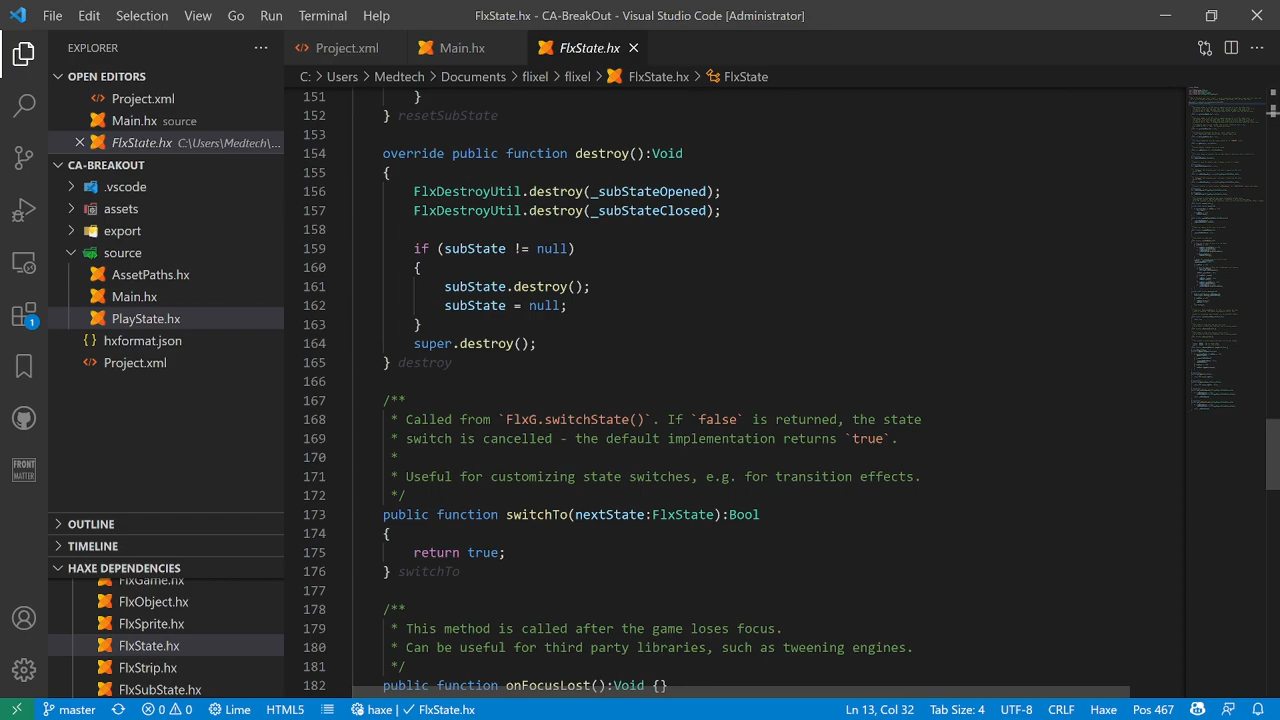 File Edit Selection View Go Run Terminal Help
FlxState.hx - CA-BreakOut - Visual Studio Code [Administrator]
EXPLORER
Project.xml
Main.hx
FlxState.hx
OPEN EDITORS
C: > Users > Medtech > Documents > flixel > flixel > FlxState.hx > FlxState
Project.xml
Main.hx source
FlxState.hx C:\Users\Medtech\...
CA-BREAKOUT
.vscode
assets
export
source
AssetPaths.hx
Main.hx
PlayState.hx
hxformat.json
Project.xml
OUTLINE
TIMELINE
HAXE DEPENDENCIES
FlxGame.hx
FlxObject.hx
FlxSprite.hx
FlxState.hx
FlxStrip.hx
FlxSubState.hx
1
FRONT
MATTER
151 }
152 } resetSubState
153
154 override public function destroy():Void
155 {
156 FlxDestroyUtil.destroy(_subStateOpened);
157 FlxDestroyUtil.destroy(_subStateClosed);
158
159 if (subState != null)
160 {
161 subState.destroy();
162 subState = null;
163 }
164 super.destroy();
165 } destroy
166
167 /**
168 * Called from `FlxG.switchState()`. If `false` is returned, the state
169 * switch is cancelled - the default implementation returns `true`.
170 *
171 * Useful for customizing state switches, e.g. for transition effects.
172 */
173 public function switchTo(nextState:FlxState):Bool
174 {
175 return true;
176 } switchTo
177
178 /**
179 * This method is called after the game loses focus.
180 * Can be useful for third party libraries, such as tweening engines.
181 */
182 public function onFocusLost():Void {}
master 0 0 Lime HTML5 haxe | FlxState.hx Ln 13, Col 32 Tab Size: 4 UTF-8 CRLF Haxe Pos 467